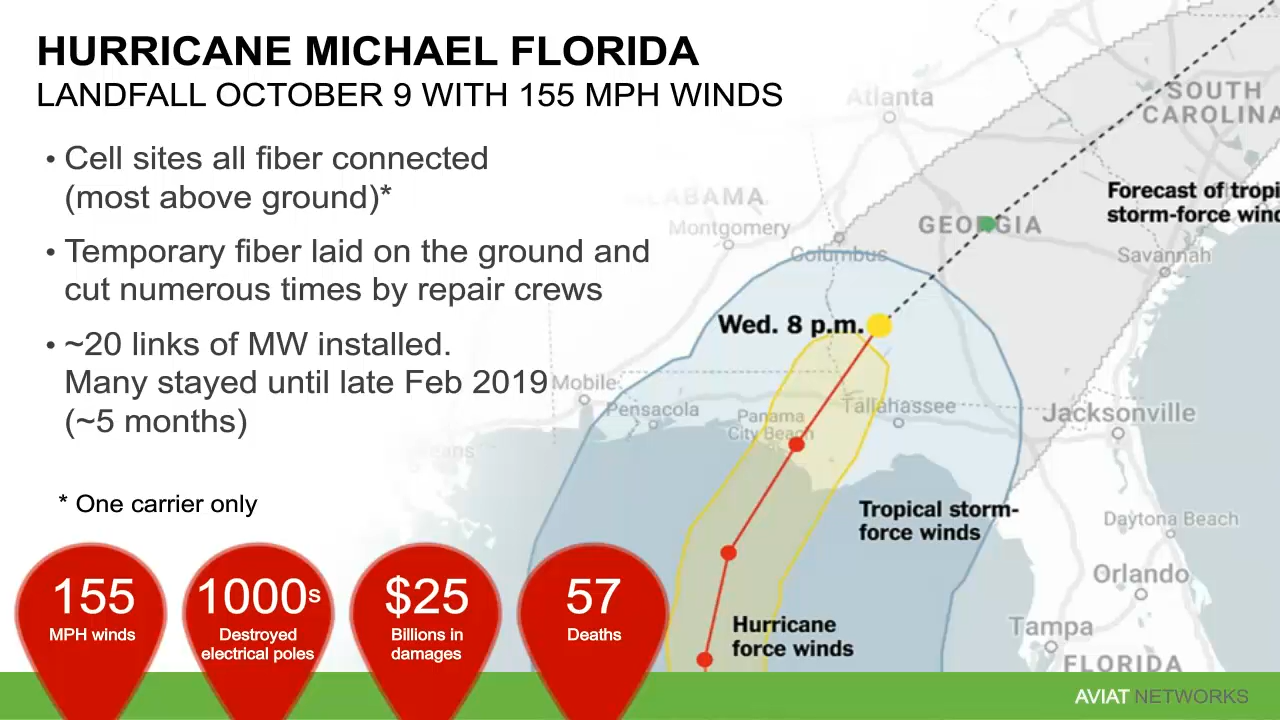 HURRICANE MICHAEL FLORIDA
LANDFALL OCTOBER 9 WITH 155 MPH WINDS
• Cell sites all fiber connected
(most above ground)*
• Temporary fiber laid on the ground and
cut numerous times by repair crews
• ~20 links of MW installed.
Many stayed until late Feb 2019
(~5 months)
* One carrier only
155
MPH winds
1000s
Destroyed
electrical poles
$25
Billions in
damages
57
Deaths
Atlanta
SOUTH
CAROLINA
ABAMA
Montgomery
Columbus
GEORGIA
Forecast of tropi
storm-force wind
Savannah
Wed. 8 p.m.
Mobile
Pensacola
Panama
City Beach
Tallahassee
Jacksonville
eans
Tropical storm-
force winds
Daytona Beach
Orlando
Hurricane
force winds
Tampa
FLORIDA
AVIAT NETWORKS